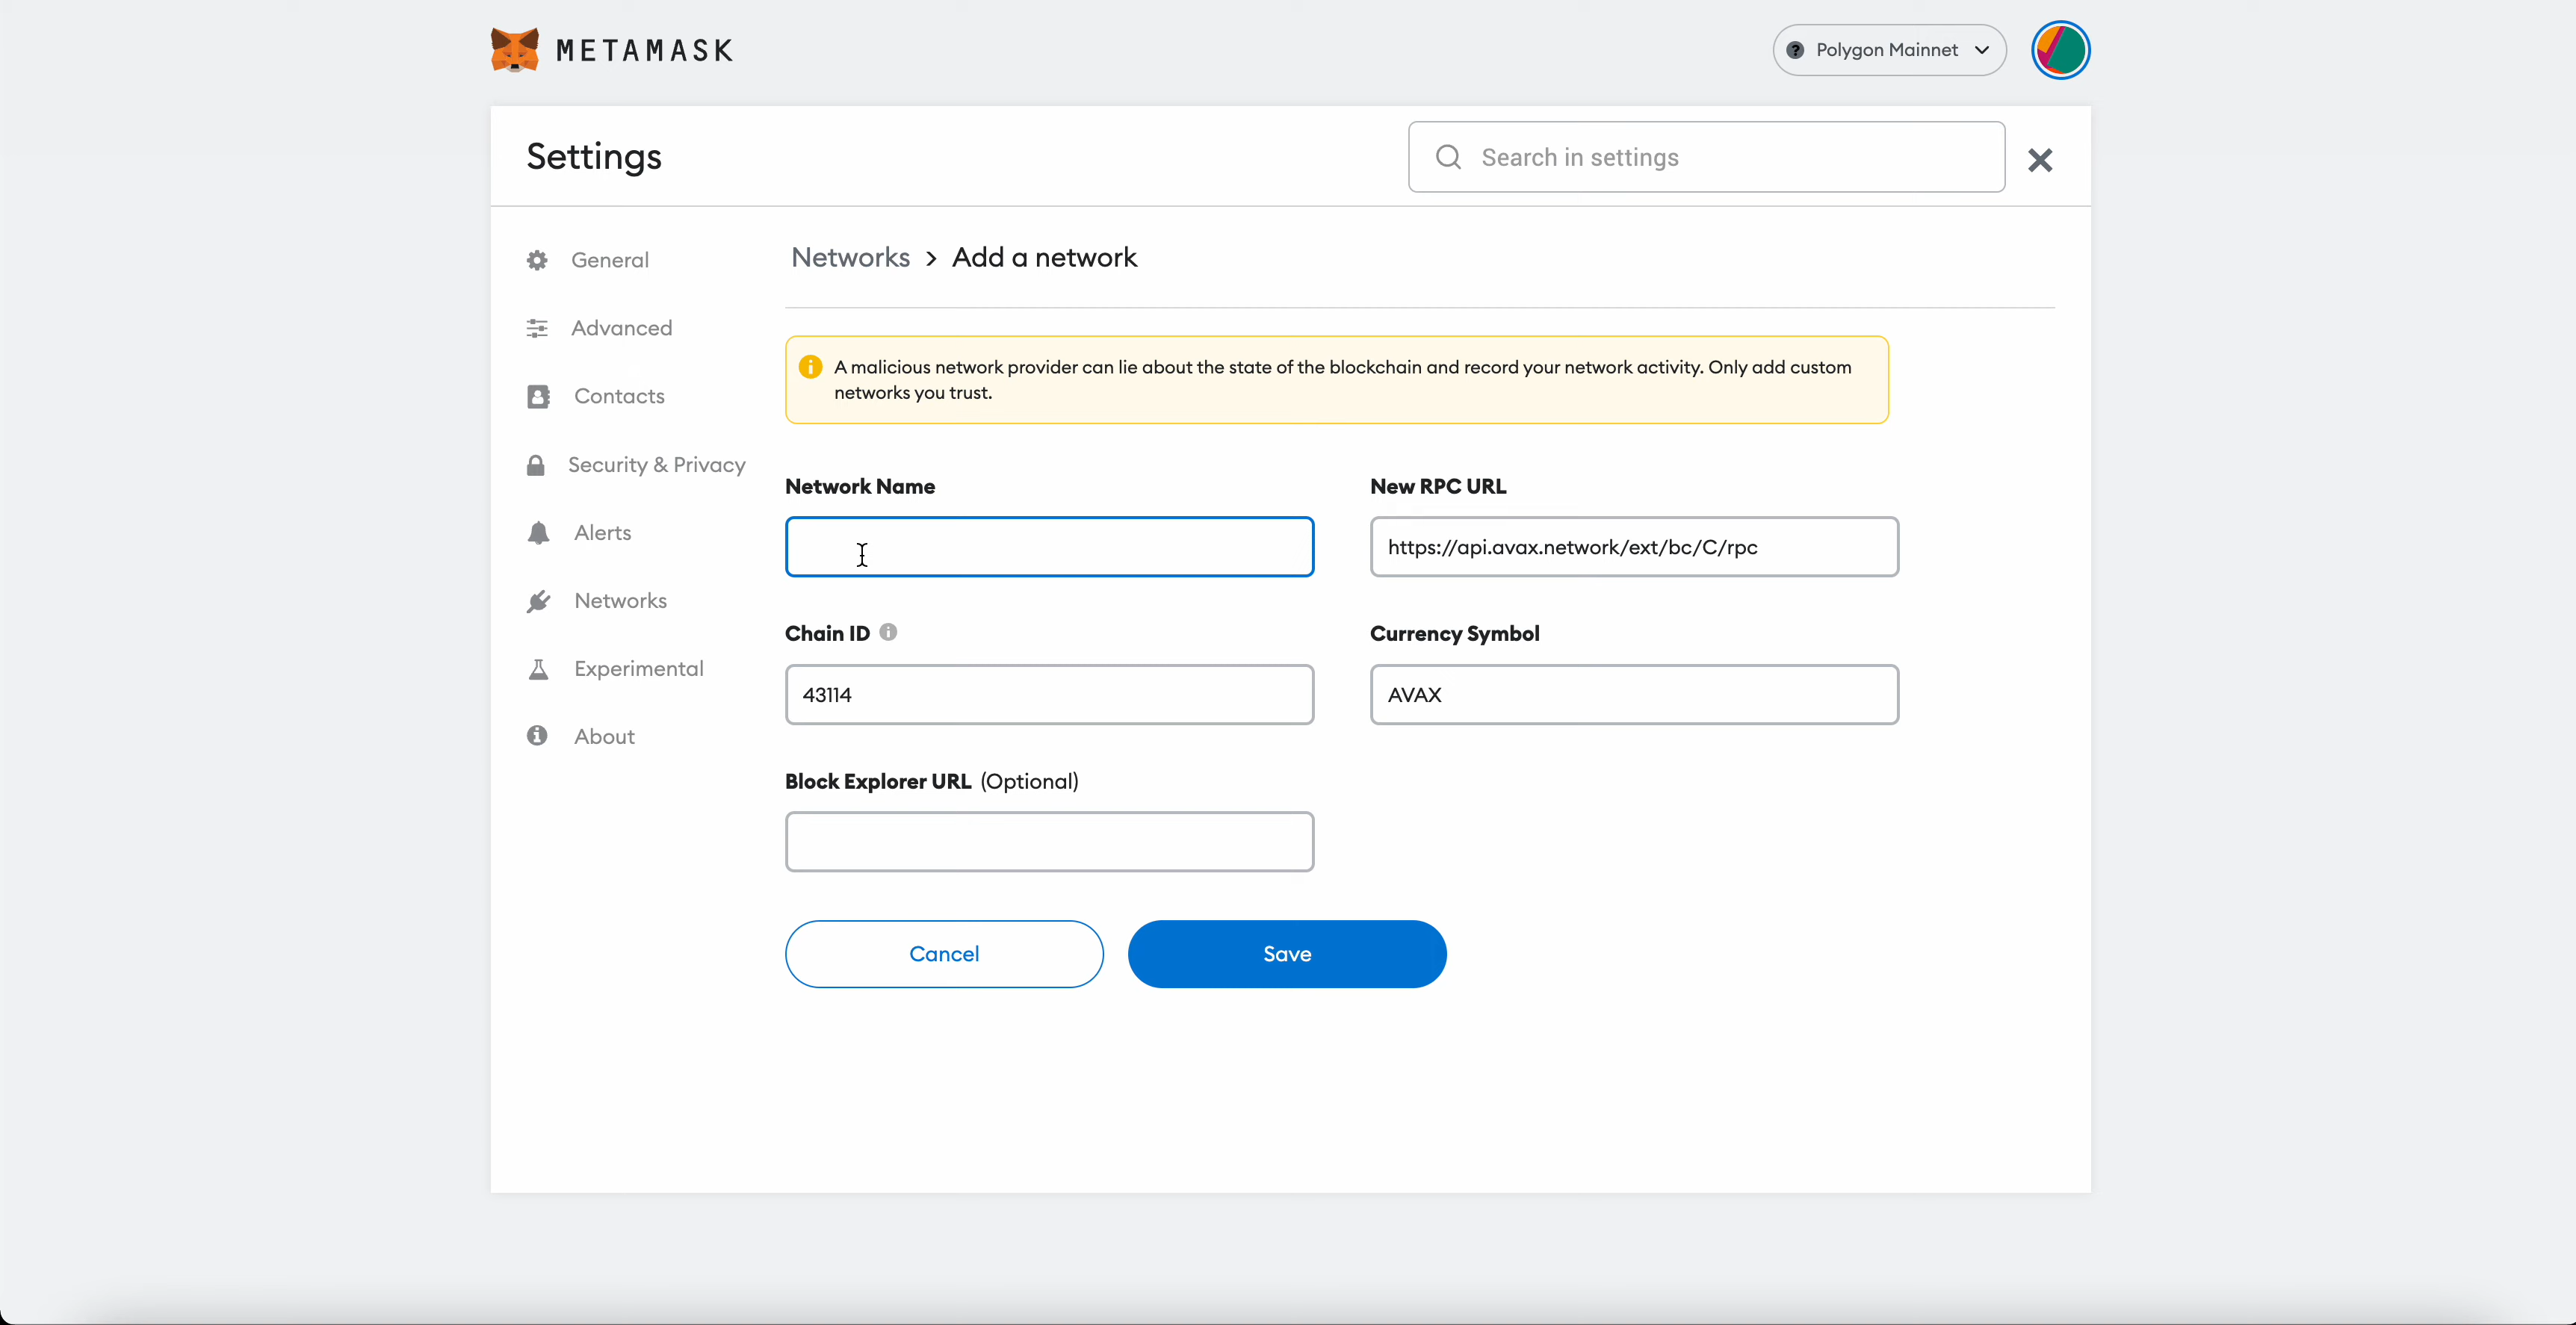 METAMASK
Polygon Mainnet
Settings
Search in settings
General
Advanced
Contacts
Security & Privacy
Alerts
Networks
Experimental
About
Networks > Add a network
A malicious network provider can lie about the state of the blockchain and record your network activity. Only add custom
networks you trust.
Network Name
New RPC URL
https://api.avax.network/ext/bc/C/rpc
Chain ID
Currency Symbol
43114
AVAX
Block Explorer URL (Optional)
Cancel
Save